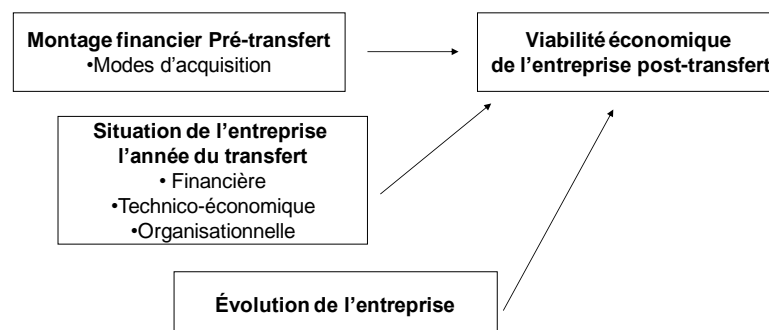 Montage financier Pré-transfert
•Modes d'acquisition
Viabilité économique
de l'entreprise post-transfert
Situation de l'entreprise
l'année du transfert
• Financière
•Technico-économique
•Organisationnelle
Évolution de l'entreprise